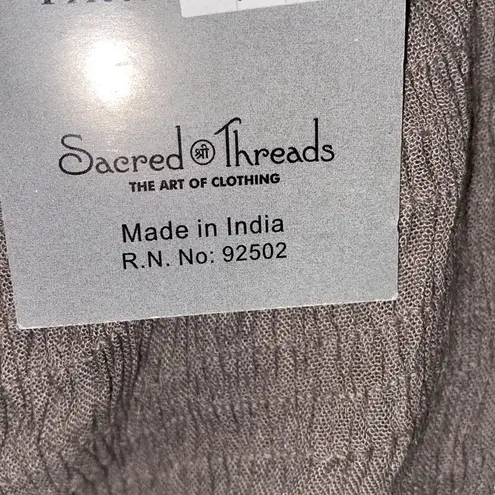 Sacred श्री Threads
THE ART OF CLOTHING
Made in India
R.N. No: 92502